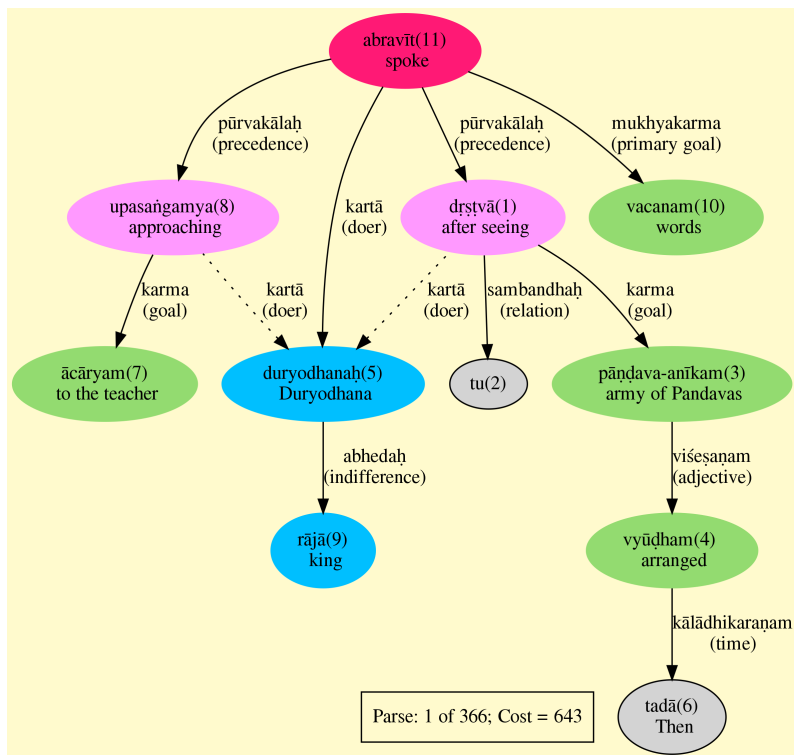 abravīt(11)
spoke
pūrvakālaḥ
(precedence)
pūrvakālaḥ
(precedence)
mukhyakarma
(primary goal)
upasaṅgamya(8)
approaching
kartā
(doer)
dṛṣṭvā(1)
after seeing
vacanam(10)
words
karma
(goal)
kartā
(doer)
kartā
(doer)
sambandhaḥ
(relation)
karma
(goal)
ācāryam(7)
to the teacher
duryodhanaḥ(5)
Duryodhana
tu(2)
pāṇḍava-anīkam(3)
army of Pandavas
abhedaḥ
(indifference)
viśeṣaṇam
(adjective)
rājā(9)
king
vyūḍham(4)
arranged
kālādhikaraṇam
(time)
tadā(6)
Then
Parse: 1 of 366; Cost = 643